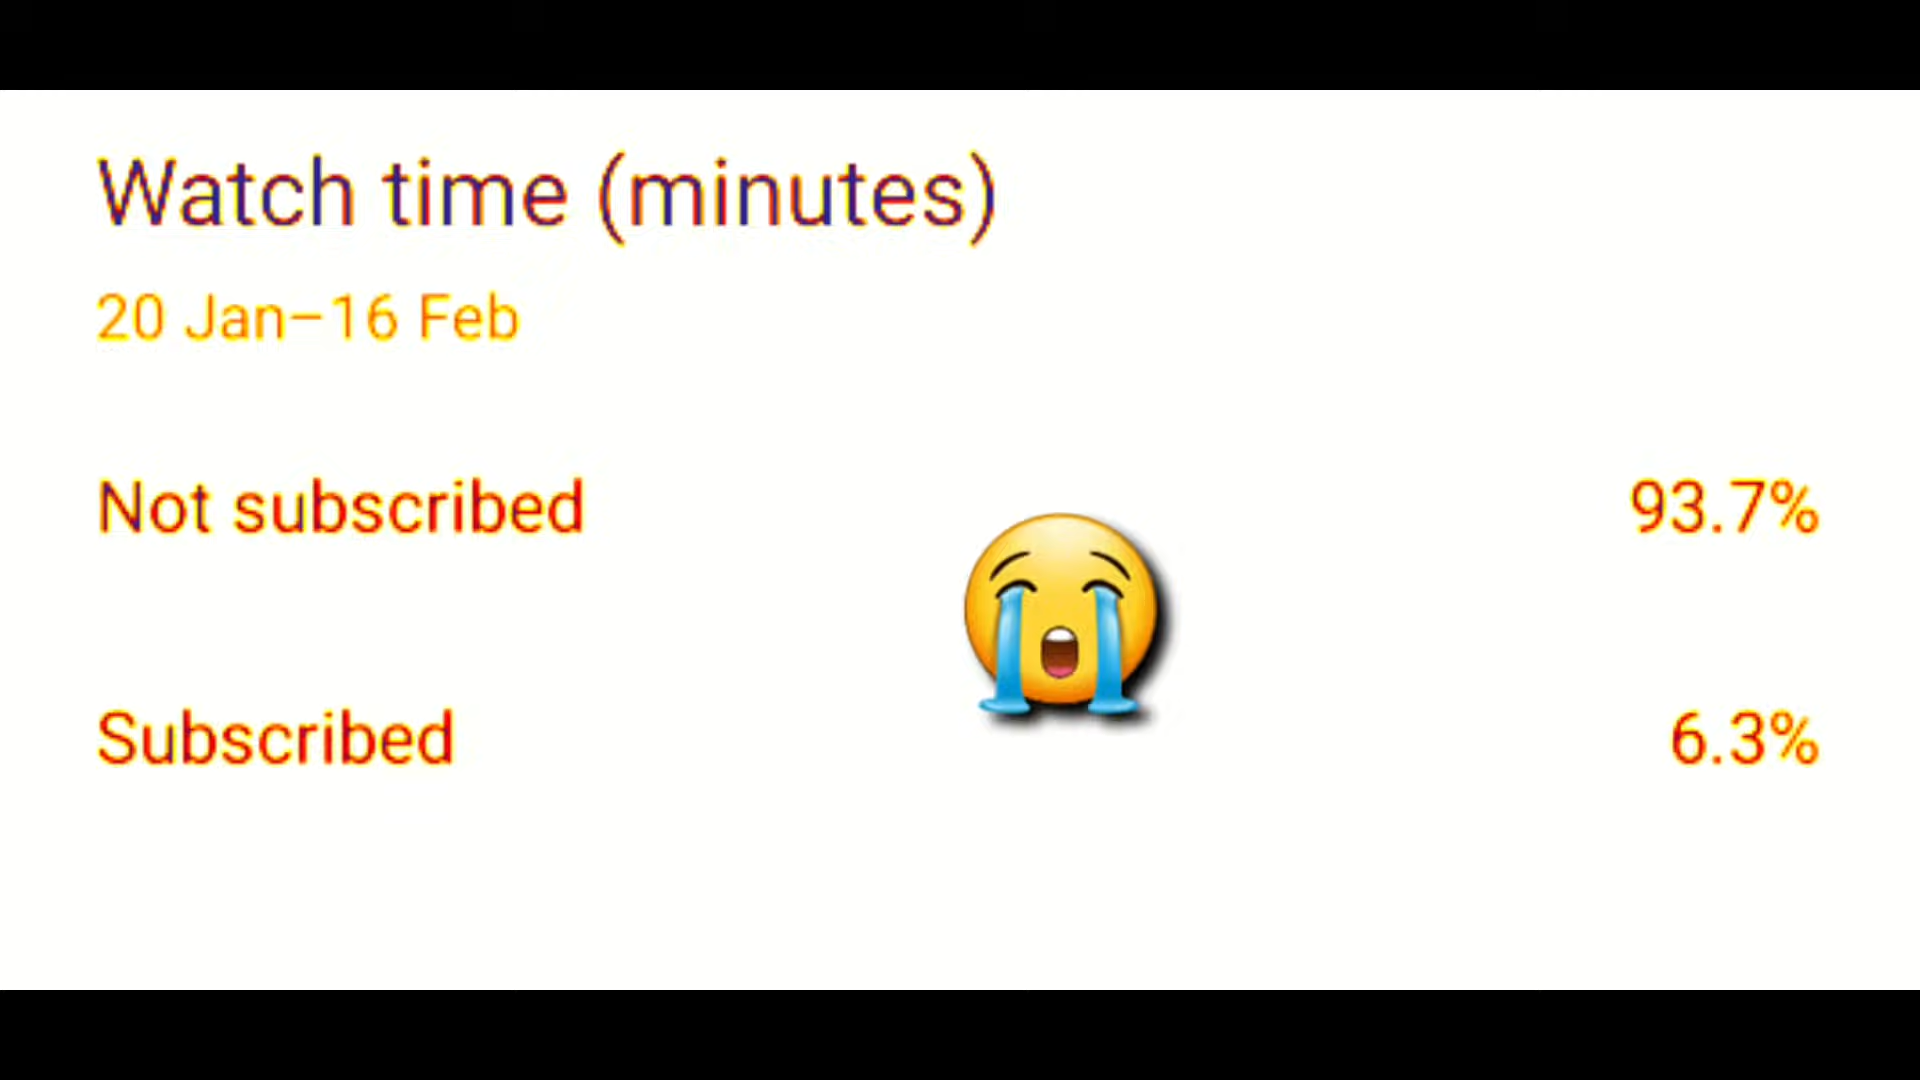 Watch time (minutes)
20 Jan–16 Feb
Not subscribed 93.7%
Subscribed 6.3%